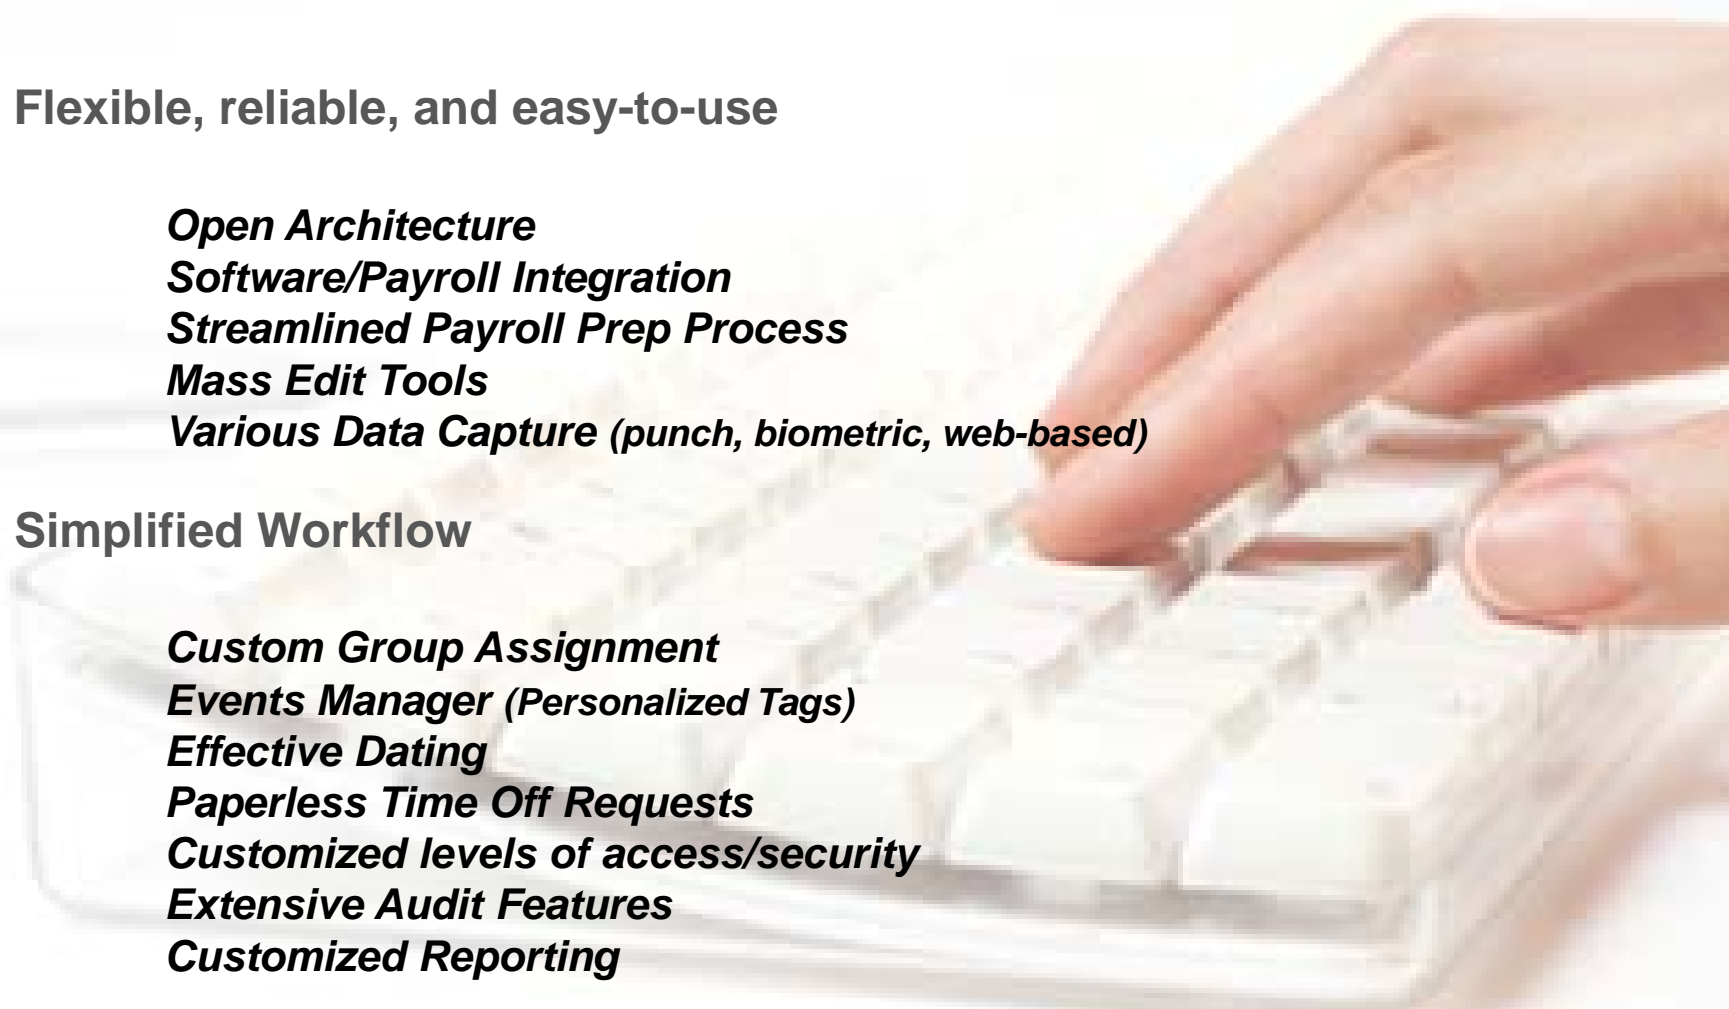 Flexible, reliable, and easy-to-use
Open Architecture
Software/Payroll Integration
Streamlined Payroll Prep Process
Mass Edit Tools
Various Data Capture (punch, biometric, web-based)
Simplified Workflow
Custom Group Assignment
Events Manager (Personalized Tags)
Effective Dating
Paperless Time Off Requests
Customized levels of access/security
Extensive Audit Features
Customized Reporting